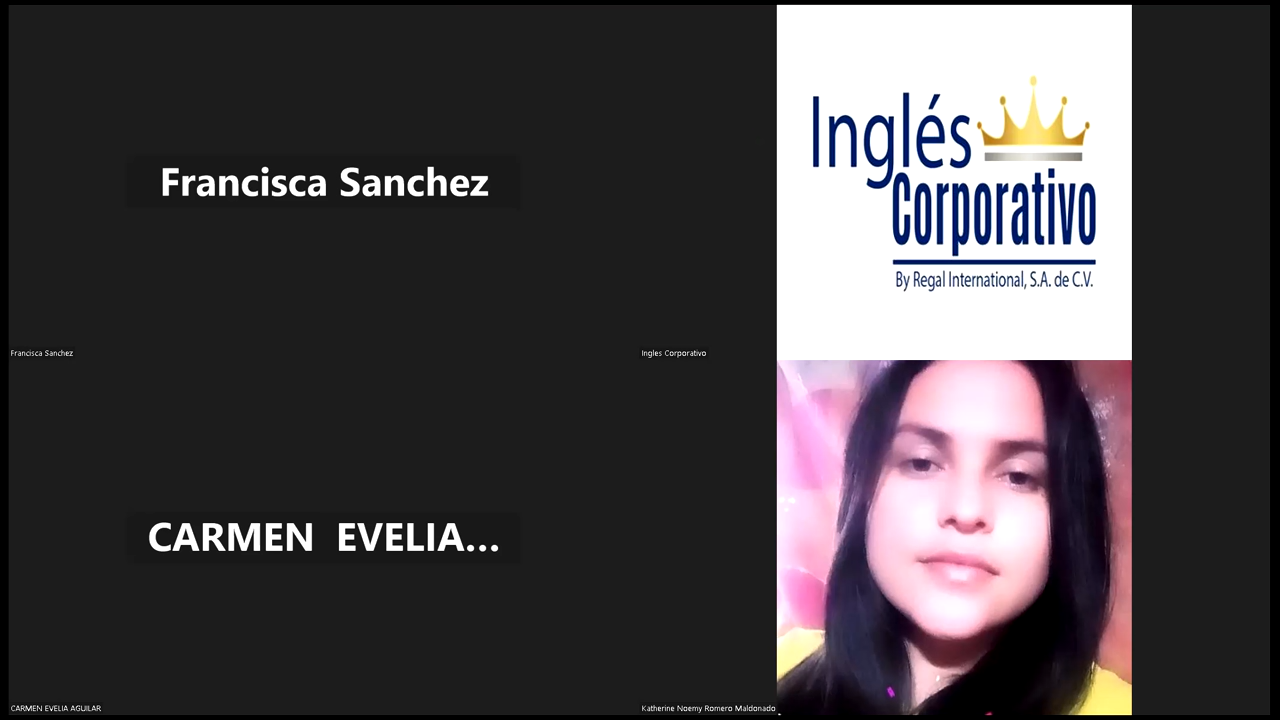 Francisca Sanchez
Francisca Sanchez
Inglés
Corporativo
By Regal International, S.A. de C.V.
Ingles Corporativo
CARMEN EVELIA...
CARMEN EVELIA AGUILAR
Katherine Noemy Romero Maldonado